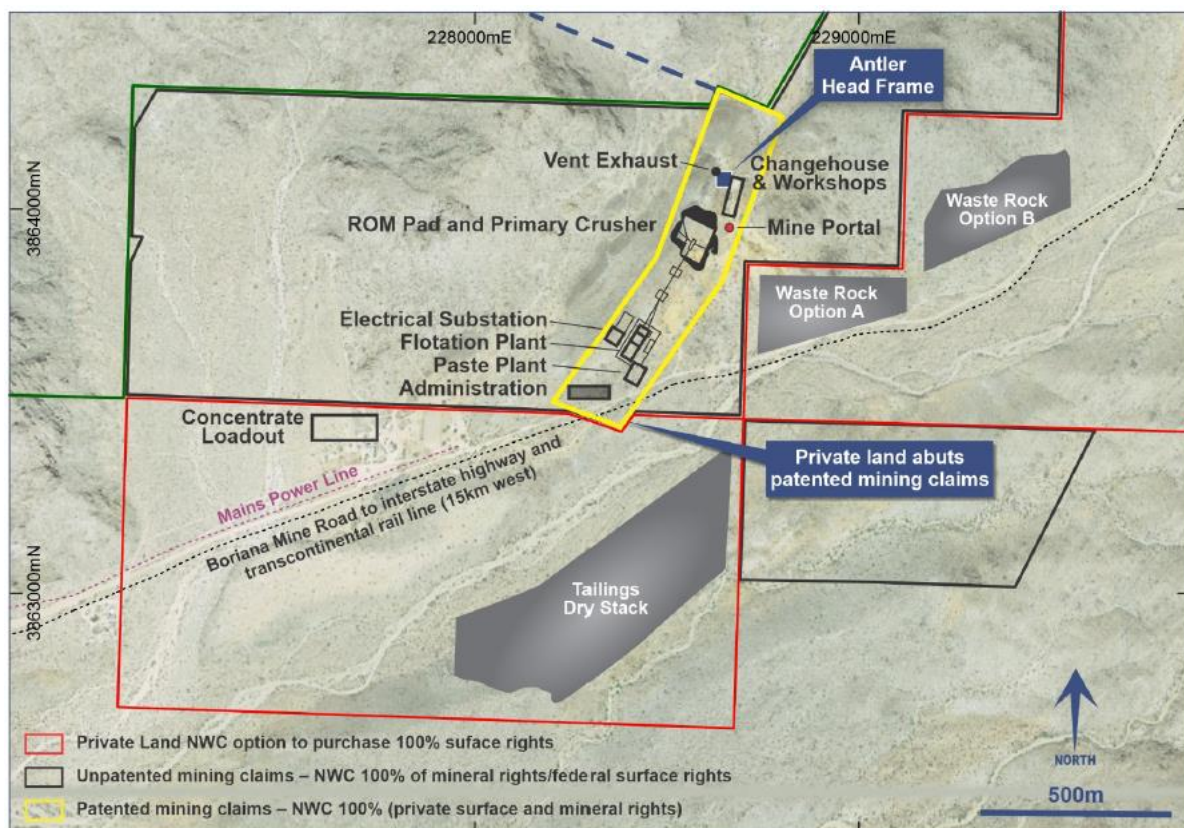 228000mE
229000mE
Antler
Head Frame
Vent Exhaust
Changehouse
& Workshops
3864000mN
ROM Pad and Primary Crusher
Mine Portal
Waste Rock
Option B
Waste Rock
Option A
Electrical Substation
Flotation Plant
Paste Plant
Administration
Concentrate
Loadout
Private land abuts
patented mining claims
Mains Power Line
Boriana Mine Road to interstate highway and
transcontinental rail line (15km west)
3863000mN
Tailings
Dry Stack
Private Land NWC option to purchase 100% suface rights
Unpatented mining claims – NWC 100% of mineral rights/federal surface rights
Patented mining claims – NWC 100% (private surface and mineral rights)
NORTH
500m